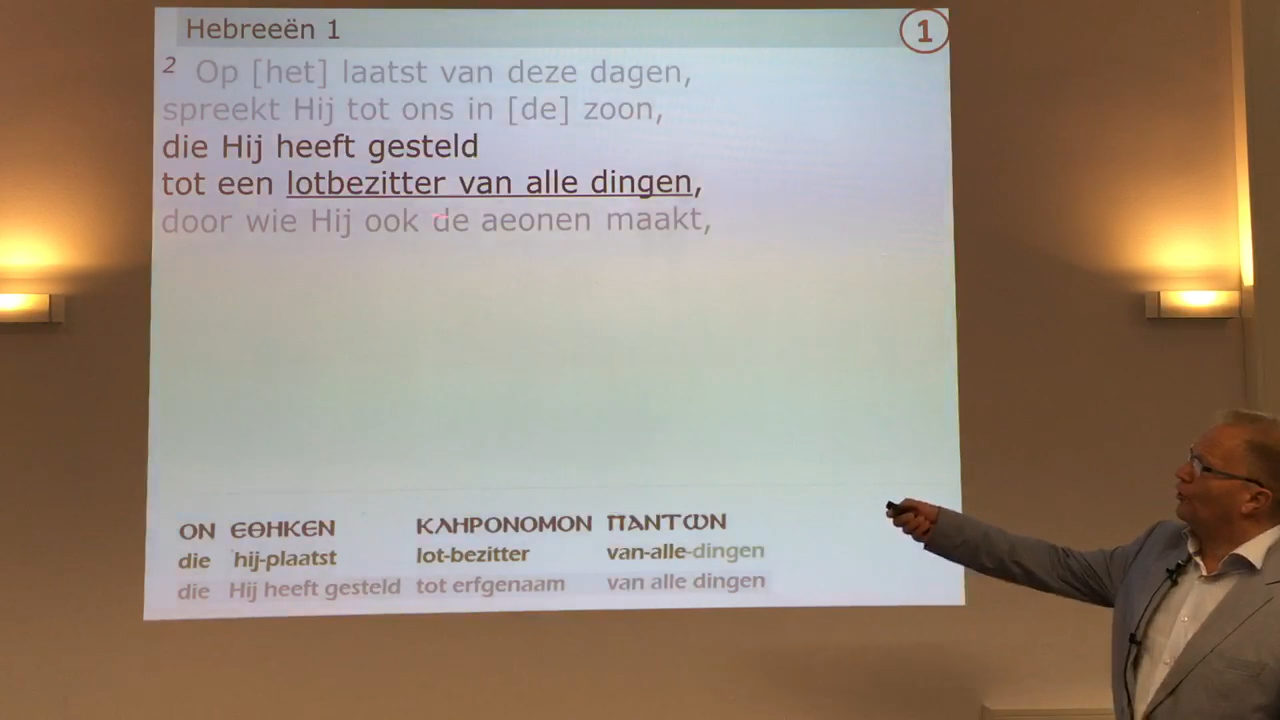 Hebreeën 1
1
2 Op [het] laatst van deze dagen,
spreekt Hij tot ons in [de] zoon,
die Hij heeft gesteld
tot een lotbezitter van alle dingen,
door wie Hij ook de aeonen maakt,
ΟΝ ΕΘΗΚΕΝ ΚΛΗΡΟΝΟΜΟΝ ΠΑΝΤΩΝ
die hij-plaatst lot-bezitter van-alle-dingen
die Hij heeft gesteld tot erfgenaam van alle dingen